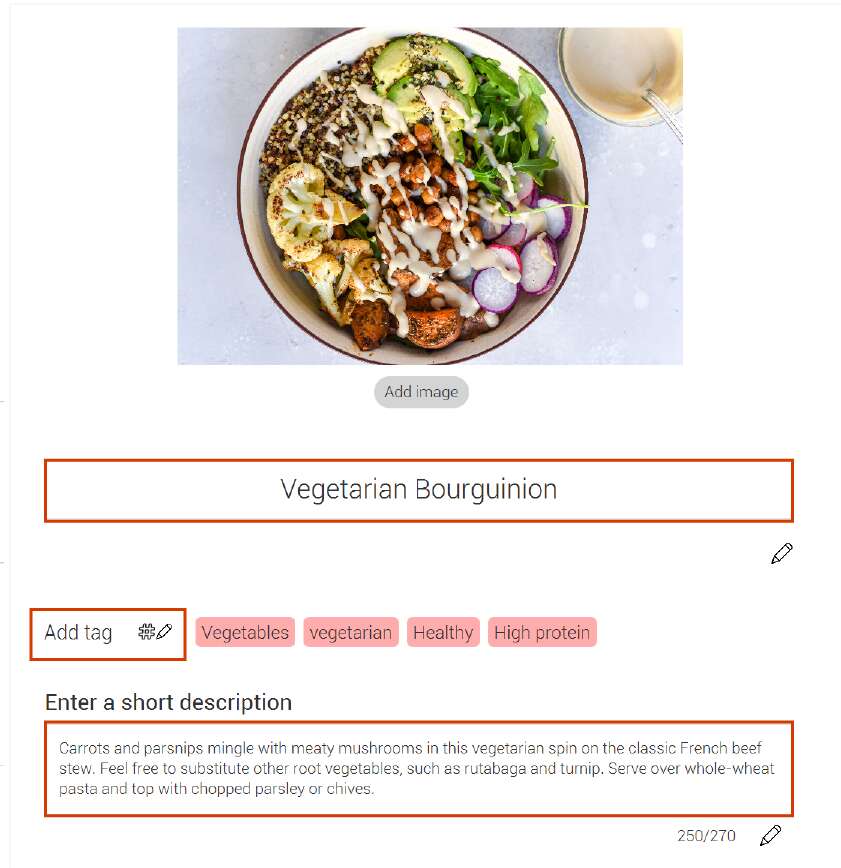 Add image
Vegetarian Bourguinion
Add tag
Vegetables vegetarian Healthy High protein
Enter a short description
Carrots and parsnips mingle with meaty mushrooms in this vegetarian spin on the classic French beef
stew. Feel free to substitute other root vegetables, such as rutabaga and turnip. Serve over whole-wheat
pasta and top with chopped parsley or chives.
250/270